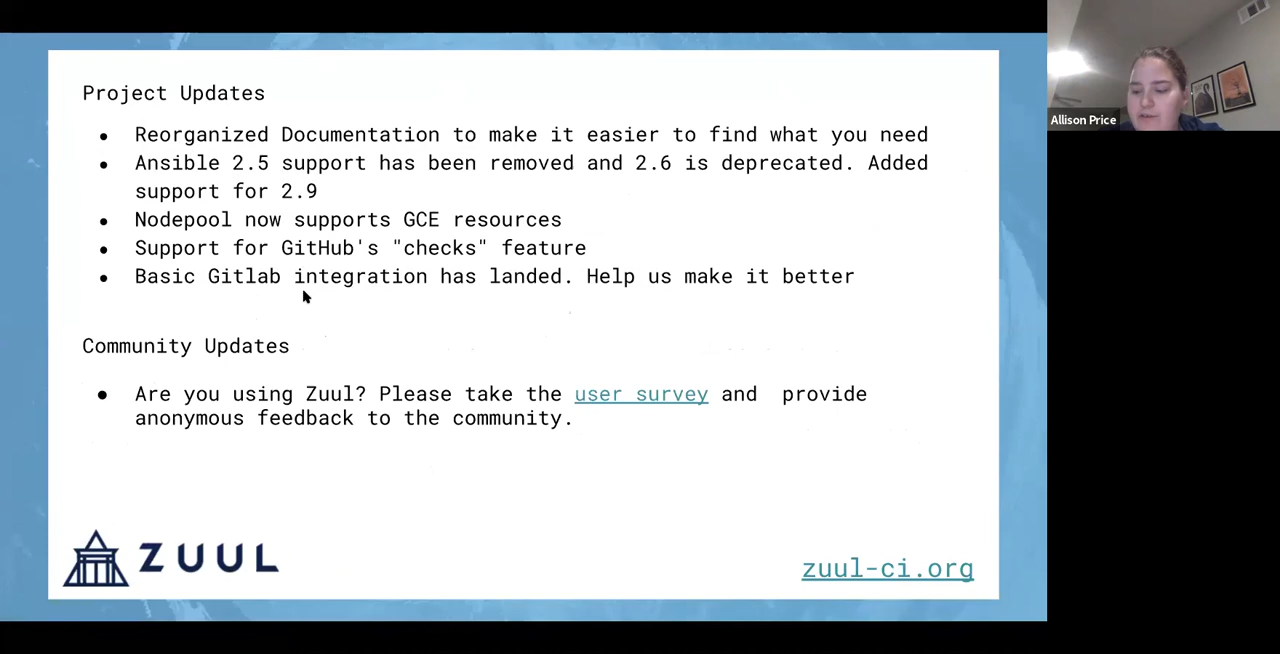 Project Updates
● Reorganized Documentation to make it easier to find what you need
● Ansible 2.5 support has been removed and 2.6 is deprecated. Added
support for 2.9
● Nodepool now supports GCE resources
● Support for GitHub's "checks" feature
● Basic Gitlab integration has landed. Help us make it better
Community Updates
● Are you using Zuul? Please take the user survey and provide
anonymous feedback to the community.
ZUUL
zuul-ci.org
Allison Price